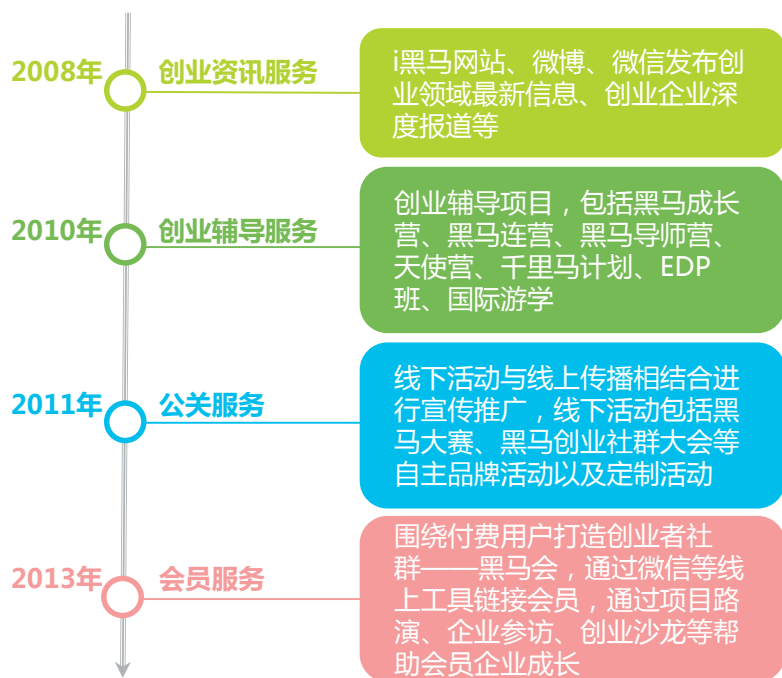 2008年
创业资讯服务
i黑马网站、微博、微信发布创
业领域最新信息、创业企业深
度报道等
2010年
创业辅导服务
创业辅导项目，包括黑马成长
营、黑马连营、黑马导师营、
天使营、千里马计划、EDP
班、国际游学
2011年
公关服务
线下活动与线上传播相结合进
行宣传推广，线下活动包括黑
马大赛、黑马创业社群大会等
自主品牌活动以及定制活动
2013年
会员服务
围绕付费用户打造创业者社
群——黑马会，通过微信等线
上工具链接会员，通过项目路
演、企业参访、创业沙龙等帮
助会员企业成长